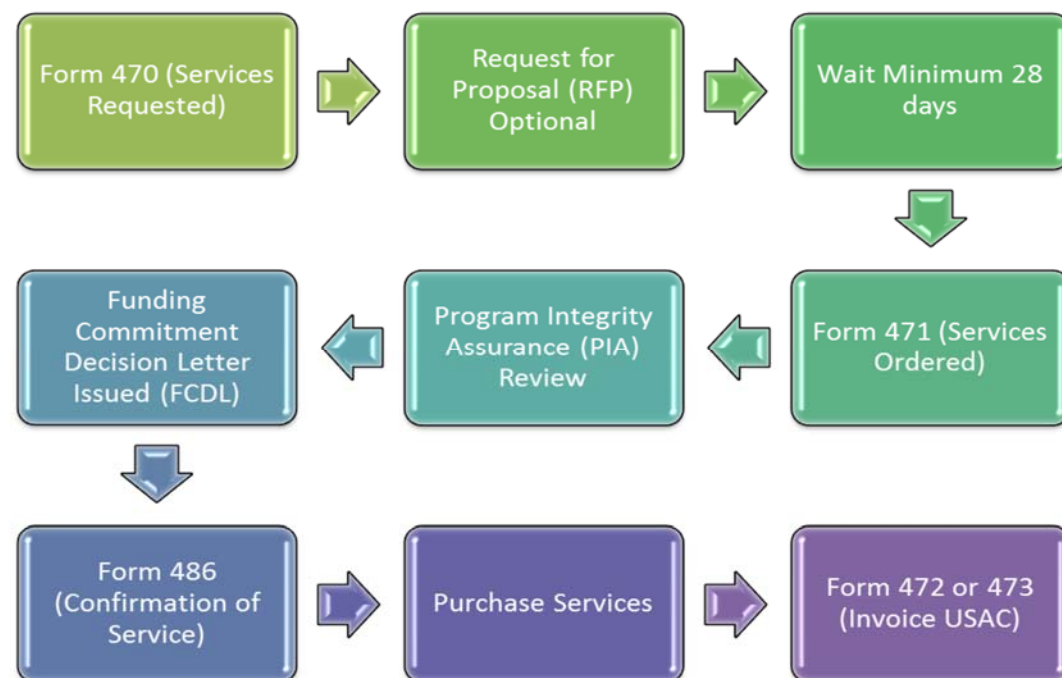 Form 470 (Services
Requested)
Request for
Proposal (RFP)
Optional
Wait Minimum 28
days
Form 471 (Services
Ordered)
Program Integrity
Assurance (PIA)
Review
Funding
Commitment
Decision Letter
Issued (FCDL)
Form 486
(Confirmation of
Service)
Purchase Services
Form 472 or 473
(Invoice USAC)